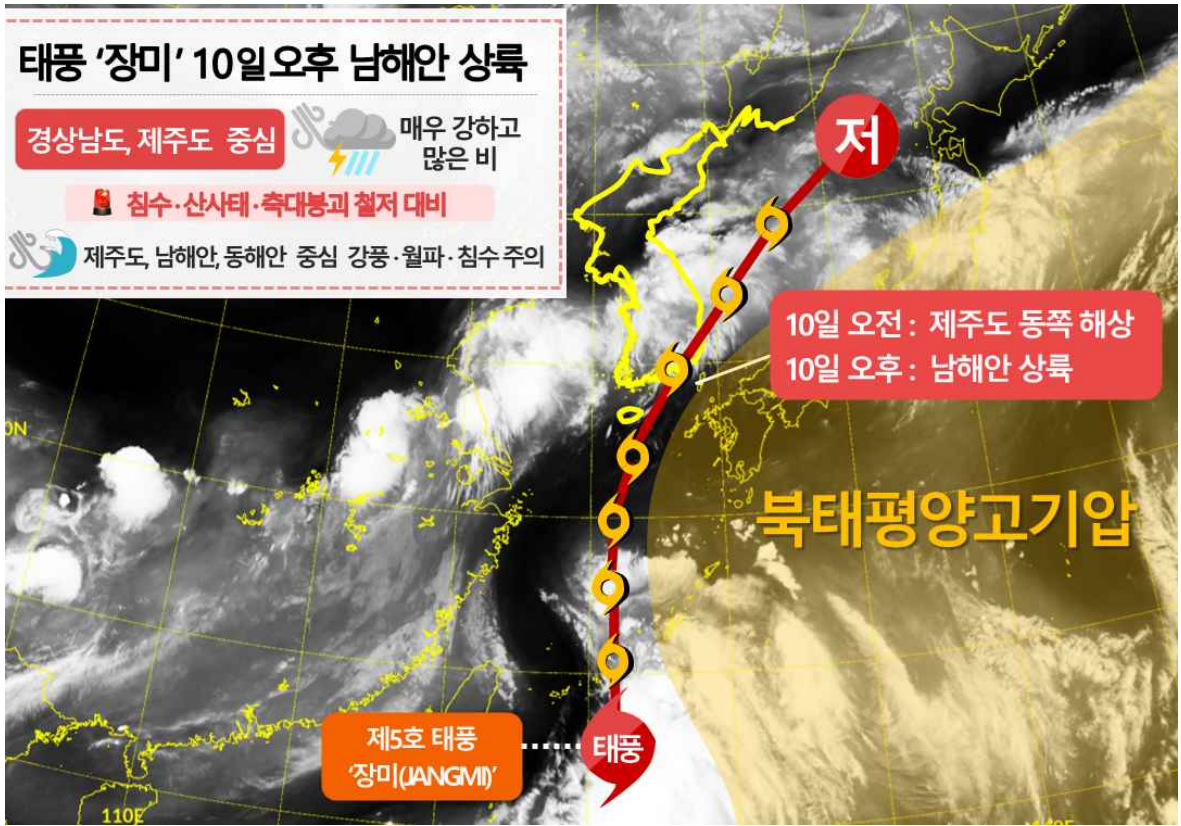 태풍 ‘장미’ 10일 오후 남해안 상륙
경상남도, 제주도 중심
매우 강하고
많은 비
침수·산사태·축대붕괴 철저 대비
제주도, 남해안, 동해안 중심 강풍·월파·침수 주의
저
10일 오전 : 제주도 동쪽 해상
10일 오후 : 남해안 상륙
북태평양고기압
제5호 태풍
‘장미(JANGMI)’
태풍
110E